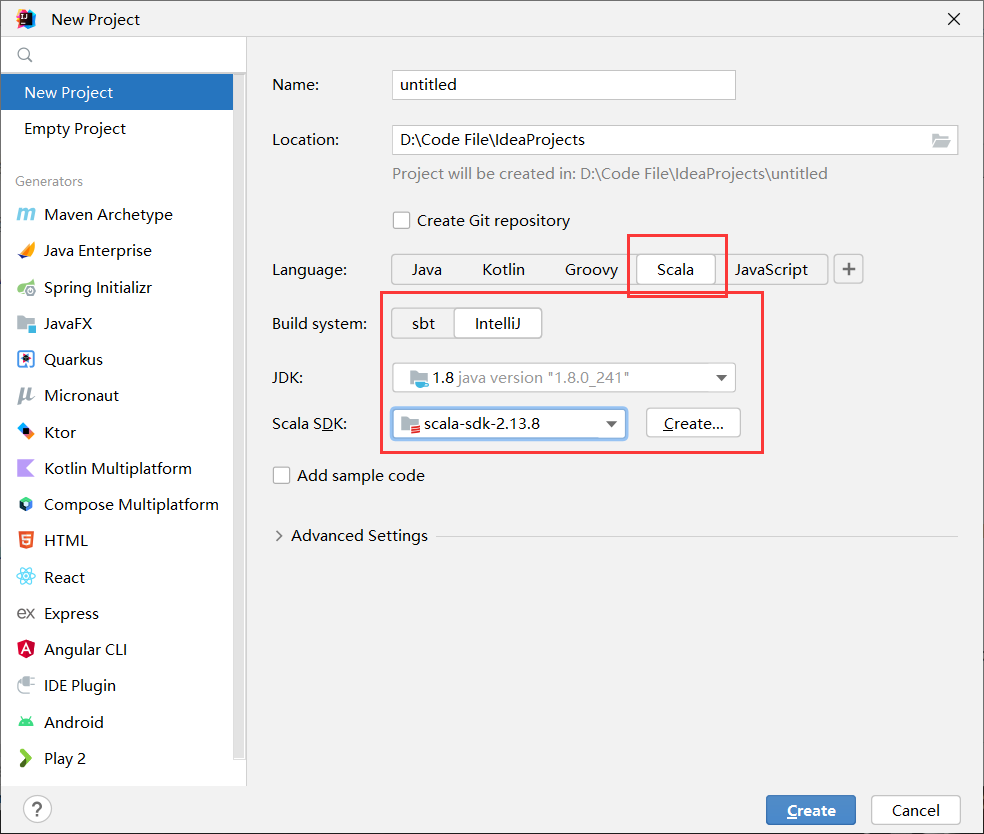 New Project
New Project
Empty Project
Generators
Maven Archetype
Java Enterprise
Spring Initializr
JavaFX
Quarkus
Micronaut
Ktor
Kotlin Multiplatform
Compose Multiplatform
HTML
React
ex Express
Angular CLI
IDE Plugin
Android
Play 2
Name: untitled
Location: D:\Code File\IdeaProjects
Project will be created in: D:\Code File\IdeaProjects\untitled
Create Git repository
Language: Java Kotlin Groovy Scala JavaScript +
Build system: sbt IntelliJ
JDK: 1.8 java version "1.8.0_241"
Scala SDK: scala-sdk-2.13.8 Create...
Add sample code
Advanced Settings
? Create Cancel